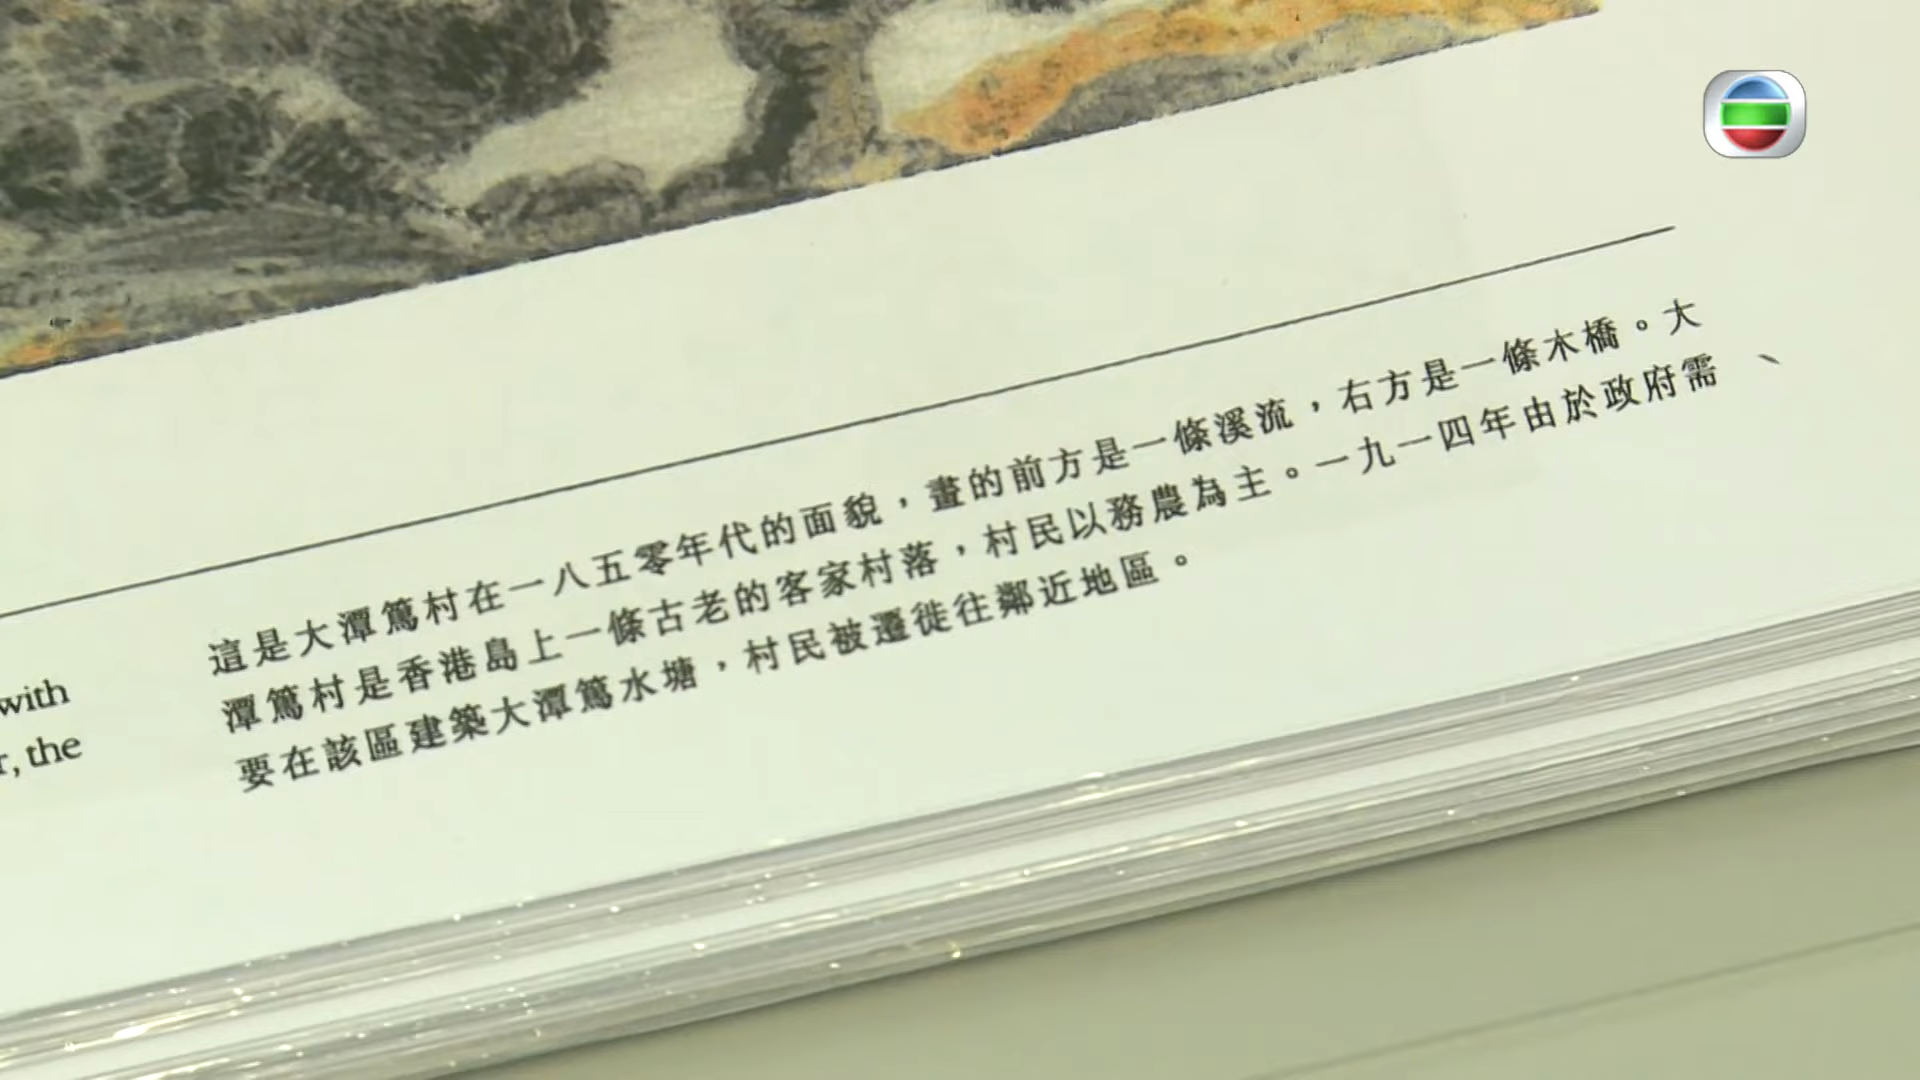 這是大潭篤村在一八五零年代的面貌，畫的前方是一條溪流，右方是一條木橋。大
潭篤村是香港島上一條古老的客家村落，村民以務農為主。一九一四年由於政府需
要在該區建築大潭篤水塘，村民被遷徙往鄰近地區。
with
r, the